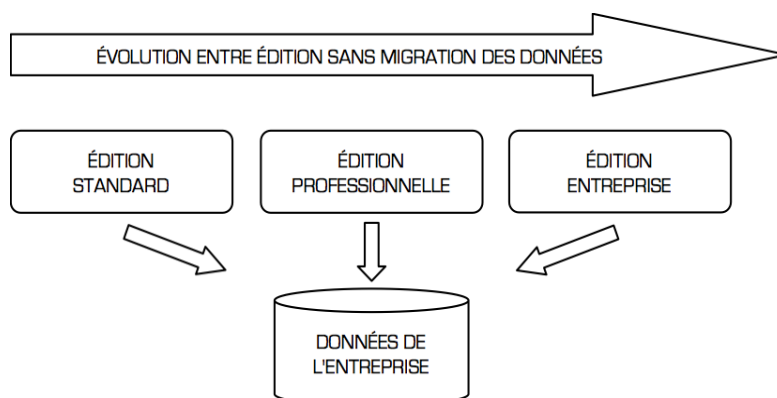 ÉVOLUTION ENTRE ÉDITION SANS MIGRATION DES DONNÉES
ÉDITION
STANDARD
ÉDITION
PROFESSIONNELLE
ÉDITION
ENTREPRISE
DONNÉES DE
L'ENTREPRISE